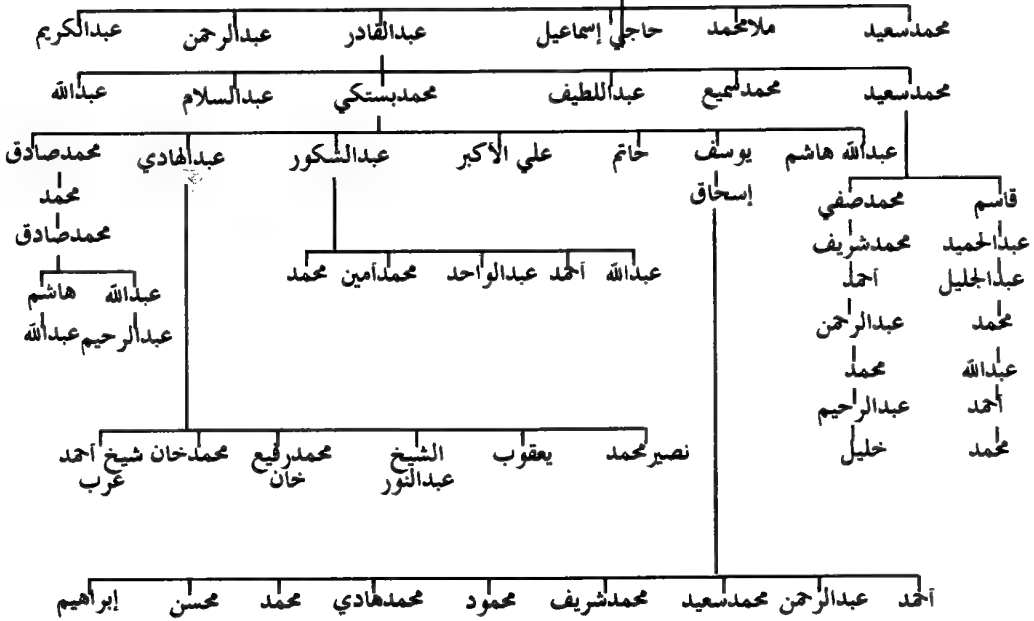 محمدسعيد ملامحمد حاجي إسماعيل عبدالقادر عبدالرحمن عبدالكريم
محمدسعيد محمدسميع عبداللطيف محمدبستكي عبدالسلام عبدالله
عبدالله هاشم يوسف حاتم علي الأكبر عبدالشكور عبدالهادي محمدصادق
قاسم محمدصفي إسحاق محمد
عبدالحميد محمدشريف محمدصادق
عبدالجليل أحمد عبدالله أحمد عبدالواحد محمدأمين محمد عبدالله هاشم
محمد عبدالرحمن عبدالرحيم عبدالله
عبدالله محمد
أحمد عبدالرحيم
محمد خليل نصيرمحمد يعقوب الشيخ محمدرفيع محمدخان شيخ أحمد
عبدالنور خان عرب
أحمد عبدالرحمن محمدسعيد محمدشريف محمود محمدهادي محمد محسن إبراهيم